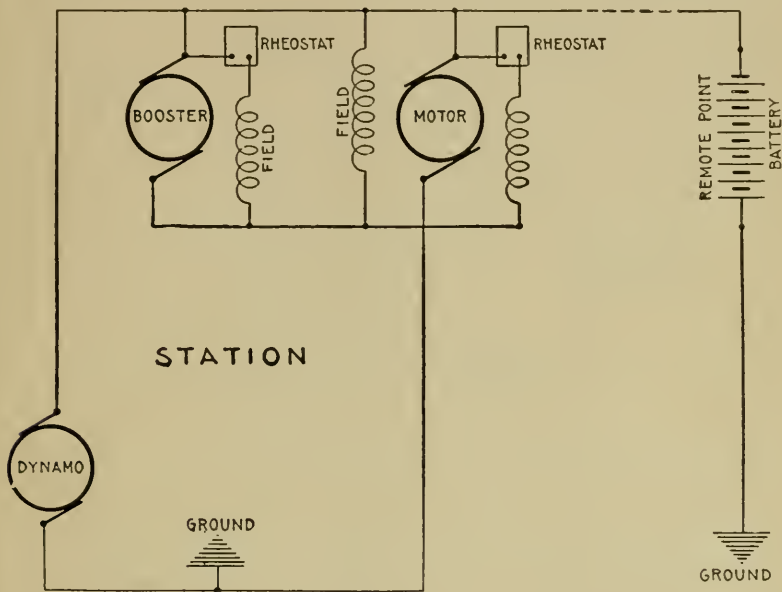 RHEOSTAT
RHEOSTAT
BOOSTER
FIELD
FIELD
MOTOR
REMOTE POINT
BATTERY
STATION
DYNAMO
GROUND
GROUND